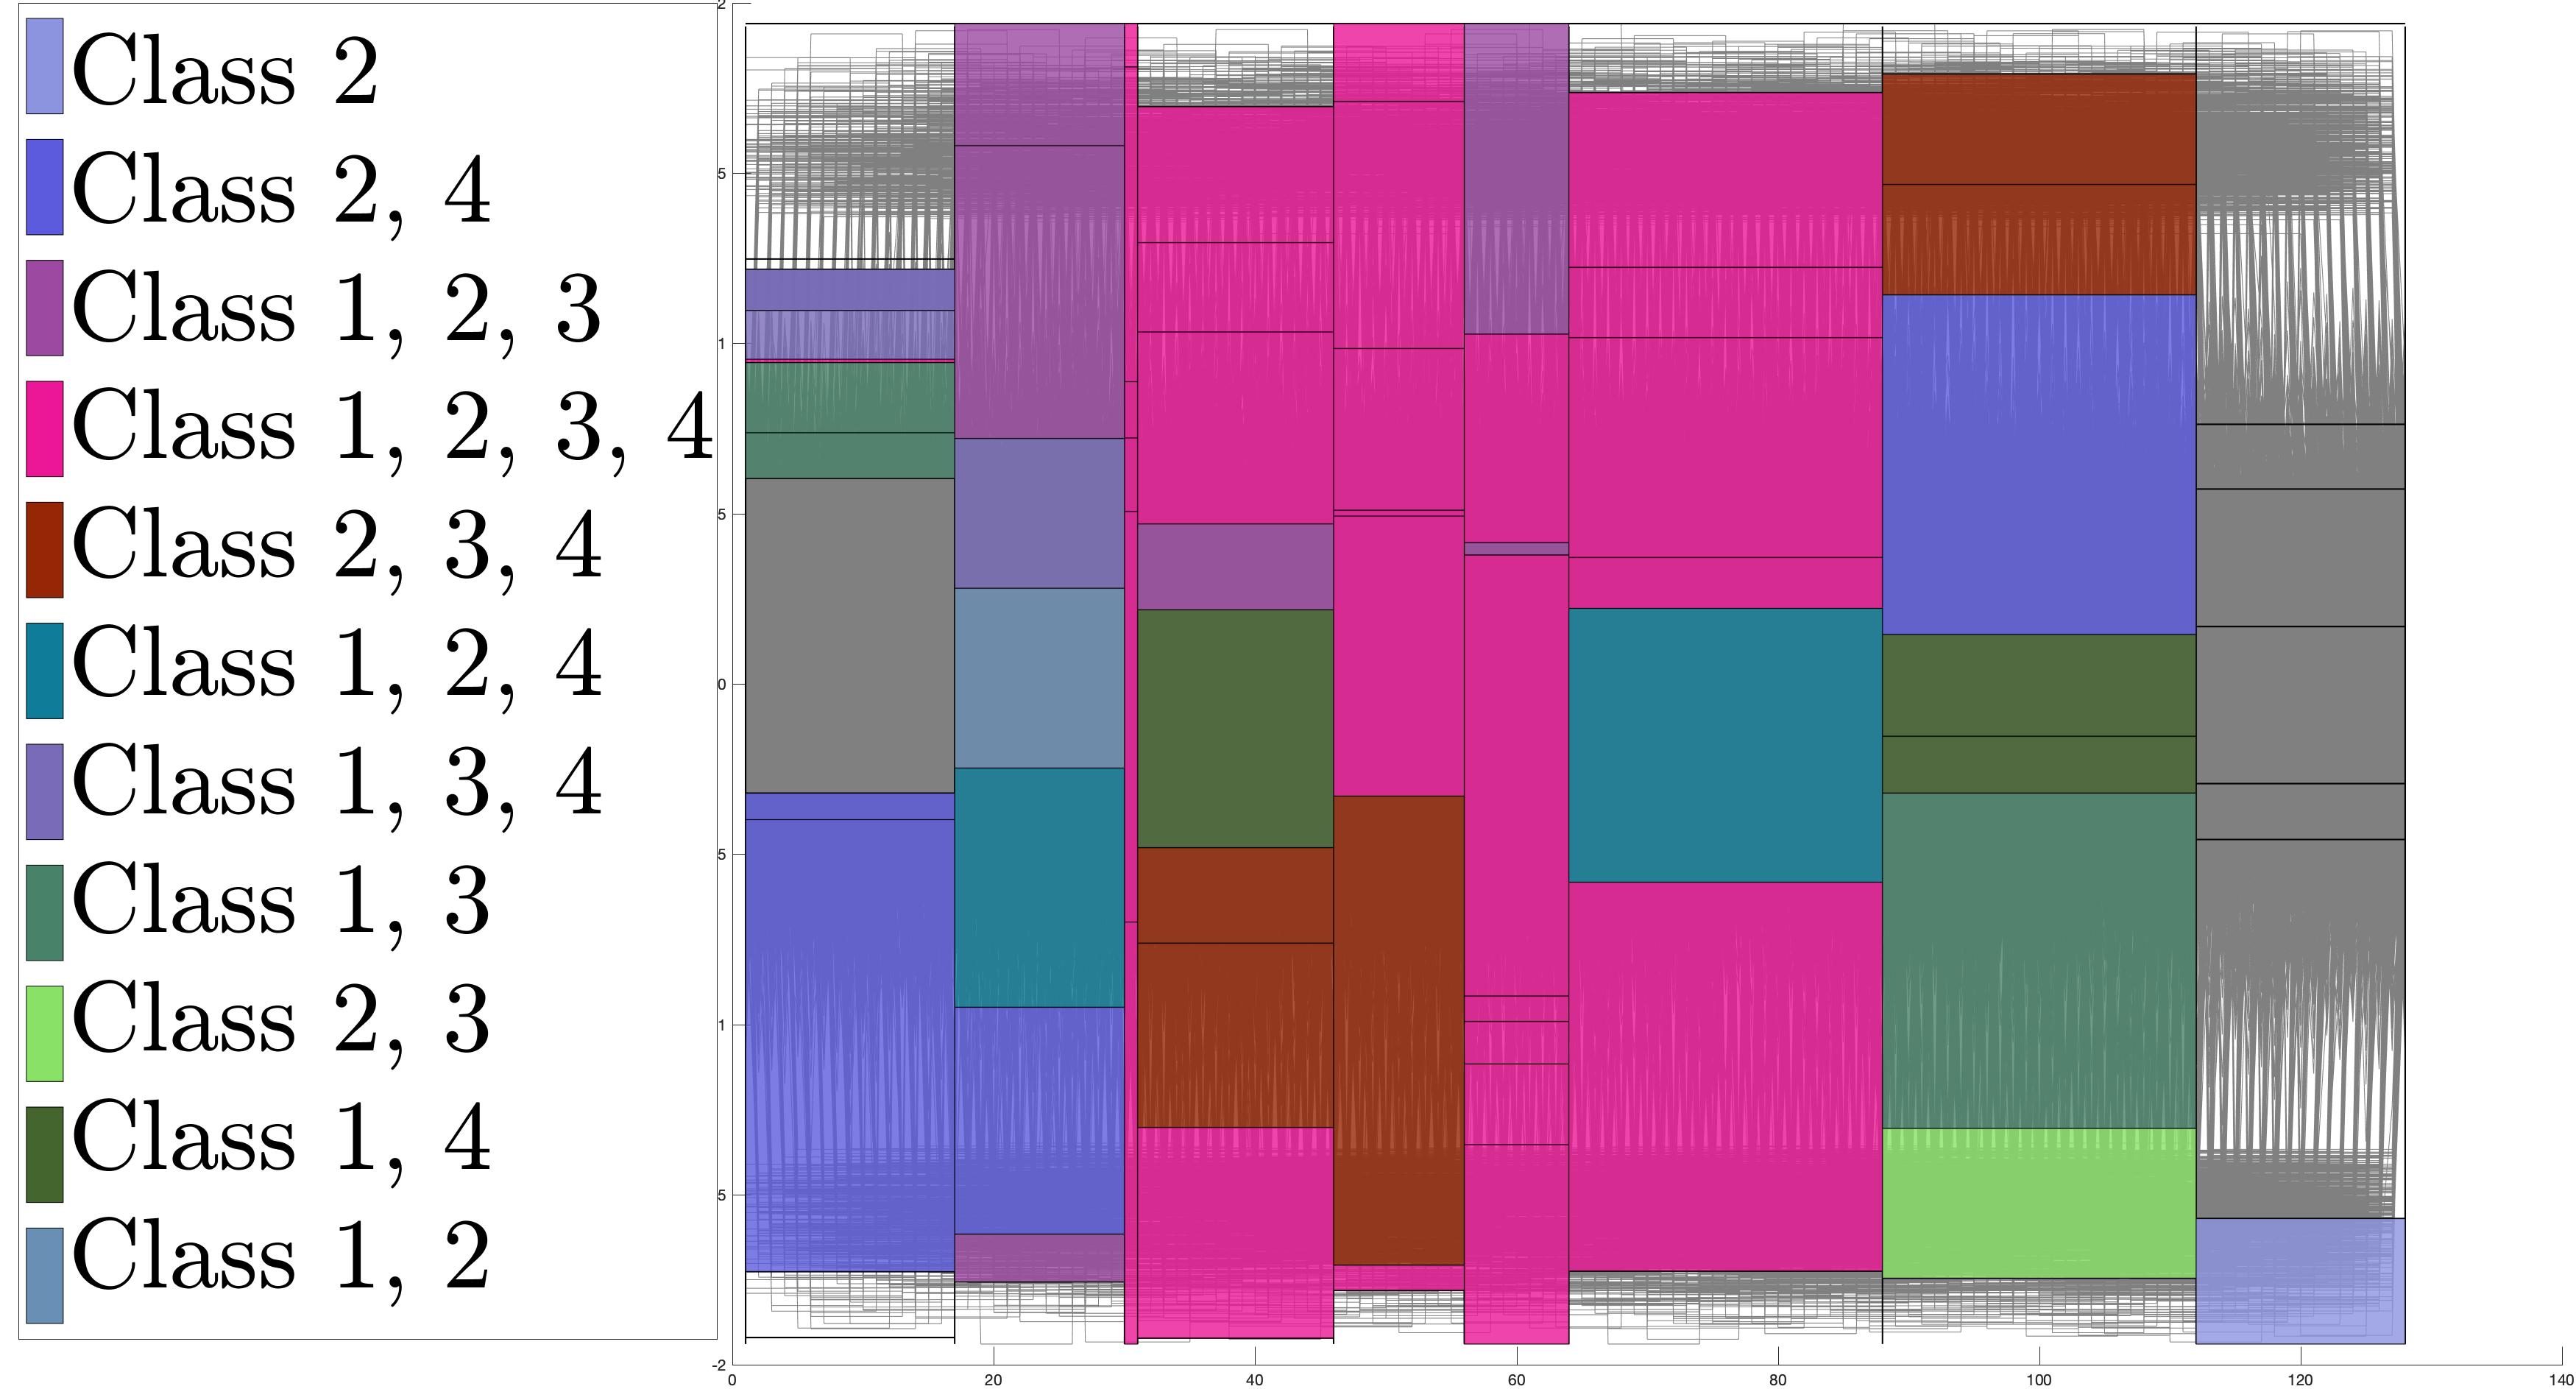 Class 2
Class 2, 4
Class 1, 2, 3
Class 1, 2, 3, 4
Class 2, 3, 4
Class 1, 2, 4
Class 1, 3, 4
Class 1, 3
Class 2, 3
Class 1, 4
Class 1, 2
2
5
1
5
0
5
1
5
-2
0 20 40 60 80 100 120 140